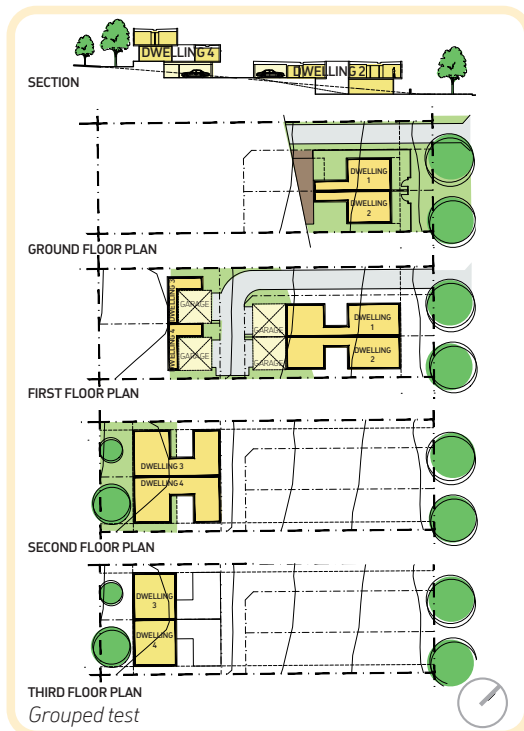 DWELLING 4
DWELLING 2
SECTION
DWELLING
1
DWELLING
2
GROUND FLOOR PLAN
DWELLING 3
GARAGE
GARAGE
DWELLING
1
DWELLING 4
GARAGE
GARAGE
DWELLING
2
FIRST FLOOR PLAN
DWELLING 3
DWELLING 4
SECOND FLOOR PLAN
DWELLING
3
DWELLING
4
THIRD FLOOR PLAN
Grouped test